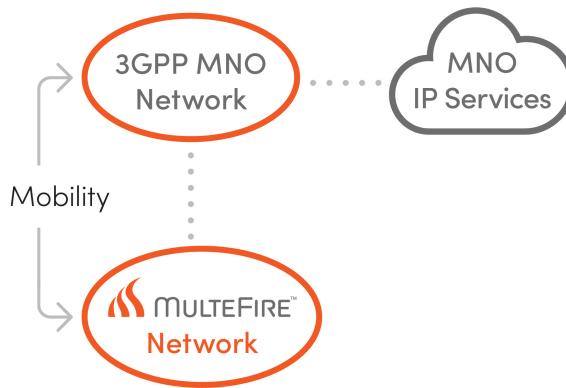 3GPP MNO
Network
MNO
IP Services
Mobility
MULTEFIRE™
Network